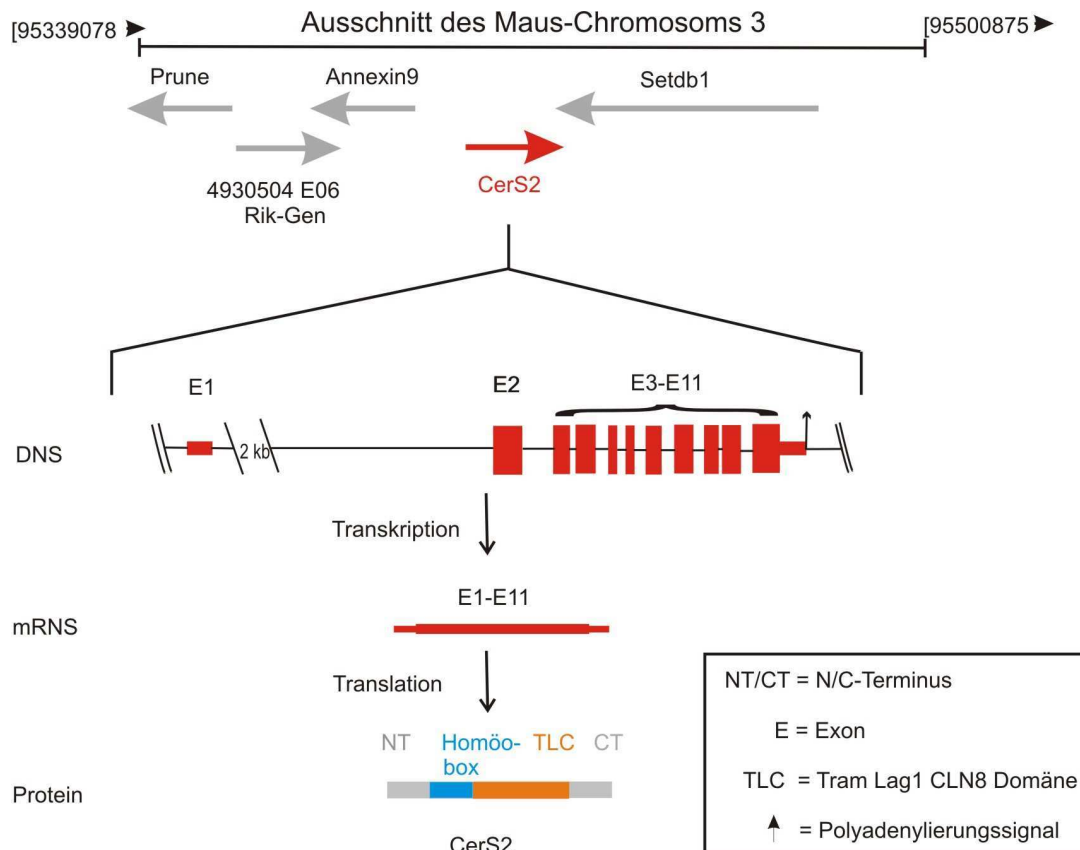 [95339078
Ausschnitt des Maus-Chromosoms 3
[95500875
Prune
Annexin9
Setdb1
4930504 E06
Rik-Gen
CerS2
E1
E2
E3-E11
DNS
2 kb
Transkription
E1-E11
mRNS
Translation
NT
Homöo-
box
TLC
CT
Protein
CerS2
NT/CT = N/C-Terminus
E = Exon
TLC = Tram Lag1 CLN8 Domäne
= Polyadenylierungssignal